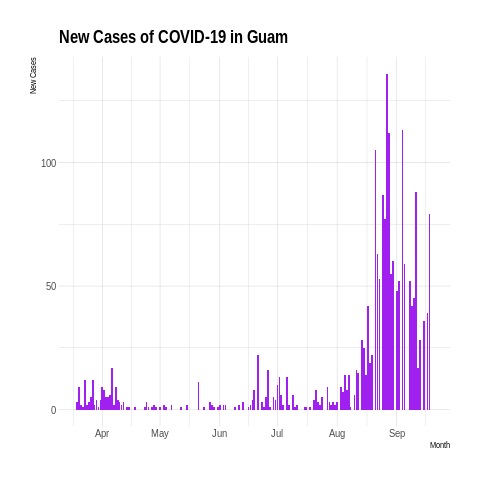 New Cases of COVID-19 in Guam
New Cases
100
50
0
Apr May Jun Jul Aug Sep
Month